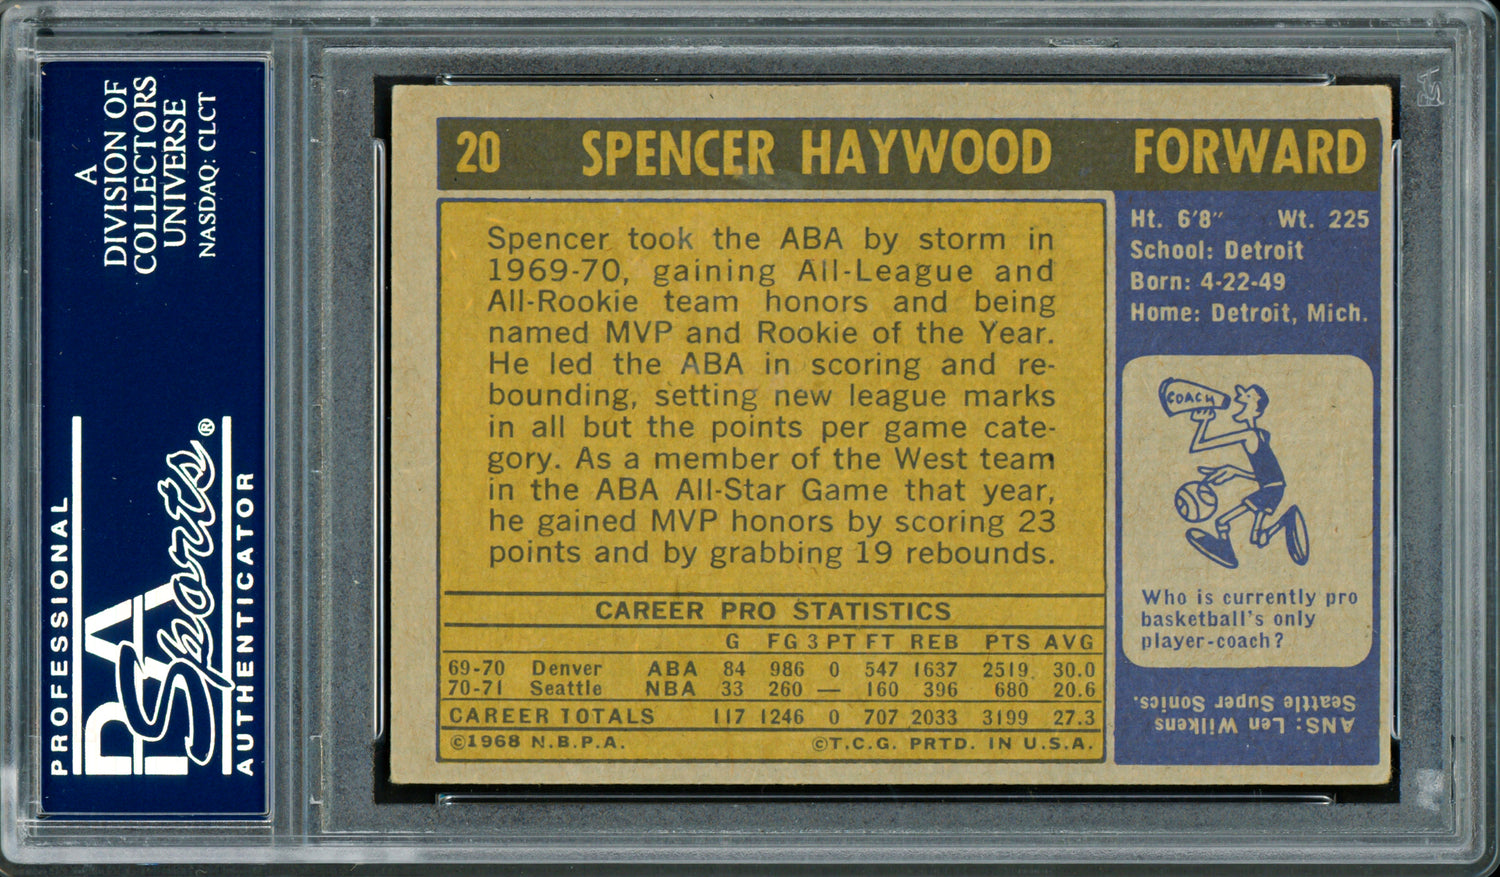 A
DIVISION OF
COLLECTORS
UNIVERSE
NASDAQ: CLCT
PROFESSIONAL
PSA
Sports®
AUTHENTICATOR
20 SPENCER HAYWOOD FORWARD
Spencer took the ABA by storm in
1969-70, gaining All-League and
All-Rookie team honors and being
named MVP and Rookie of the Year.
He led the ABA in scoring and re-
bounding, setting new league marks
in all but the points per game cate-
gory. As a member of the West team
in the ABA All-Star Game that year,
he gained MVP honors by scoring 23
points and by grabbing 19 rebounds.
CAREER PRO STATISTICS
G FG 3 PT FT REB PTS AVG
69-70 Denver ABA 84 986 0 547 1637 2519 30.0
70-71 Seattle NBA 33 260 — 160 396 680 20.6
CAREER TOTALS 117 1246 0 707 2033 3199 27.3
©1968 N.B.P.A. ©T.C.G. PRTD. IN U.S.A.
Ht. 6'8" Wt. 225
School: Detroit
Born: 4-22-49
Home: Detroit, Mich.
COACH
Who is currently pro
basketball's only
player-coach?
ANS: Len Wilkens
Seattle Super Sonics.